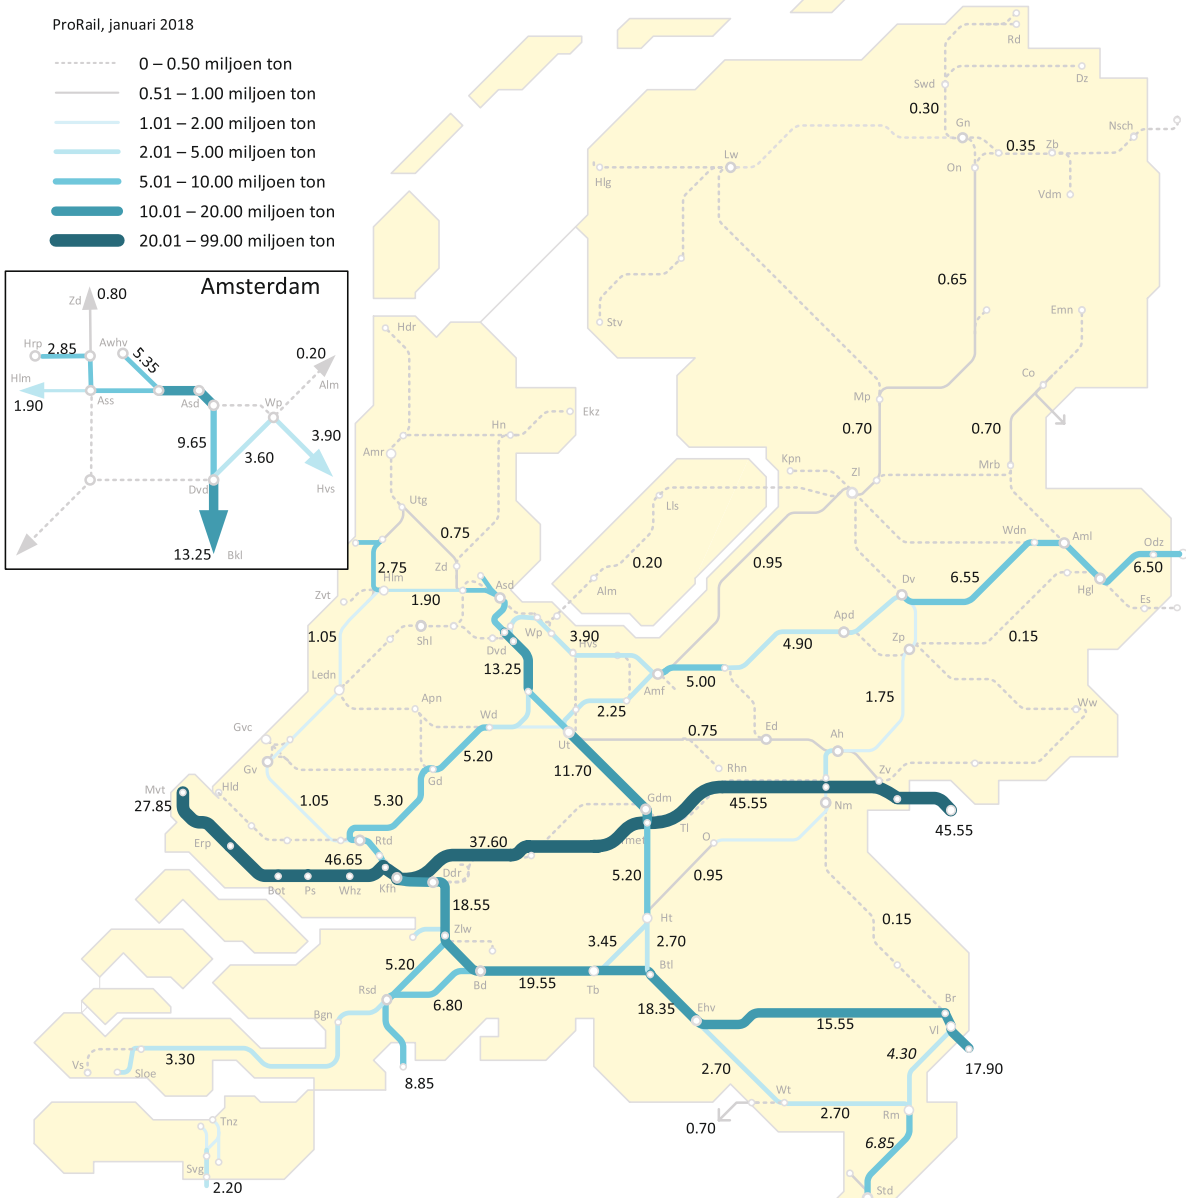 ProRail, januari 2018
0 – 0.50 miljoen ton
0.51 – 1.00 miljoen ton
1.01 – 2.00 miljoen ton
2.01 – 5.00 miljoen ton
5.01 – 10.00 miljoen ton
10.01 – 20.00 miljoen ton
20.01 – 99.00 miljoen ton
Amsterdam
Zd
0.80
Hrp
2.85
Awhv
5.35
0.20
Hlm
1.90
Ass
Asd
Alm
Wp
9.65
3.60
3.90
Dvd
Hvs
13.25
Bkl
Rd
Swd
Dz
0.30
Gn
Nsch
0.35
Zb
Lw
On
Hlg
Vdm
0.65
Stv
Emn
Hdr
Co
Mp
Ekz
Hn
0.70
0.70
Amr
Kpn
Zl
Mrb
Utg
Lls
0.75
Wdn
Aml
Odz
2.75
Zd
0.95
0.20
6.55
6.50
Hlm
Asd
Dv
Hgl
Zvt
1.90
Alm
Es
Apd
1.05
Shl
Wp
3.90
4.90
Zp
0.15
Dvd
Hvs
13.25
Ledn
5.00
Amf
1.75
Apn
Ww
Wd
2.25
Gvc
Ed
0.75
Ah
Ut
5.20
Gv
11.70
Rhn
Zv
Gd
Mvt
Hld
27.85
1.05
5.30
Gdm
45.55
Nm
45.55
Tl
Erp
Rtd
37.60
O
46.65
Ddr
5.20
0.95
Bot
Ps
Whz
Kfh
18.55
Ht
0.15
Zlw
3.45
2.70
5.20
Btl
Rsd
Bd
19.55
Tb
6.80
18.35
Ehv
Br
Bgn
15.55
Vl
Vs
3.30
4.30
Sloe
2.70
17.90
8.85
Wt
2.70
Rm
Tnz
0.70
6.85
Svg
2.20
Std